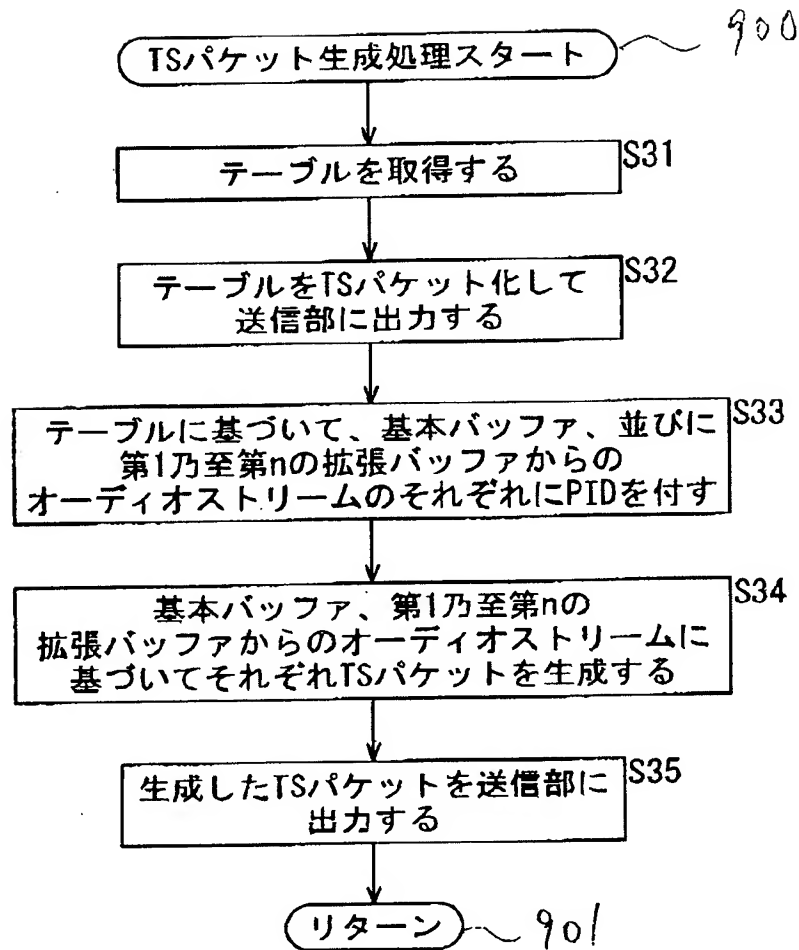 900
TSパケット生成処理スタート
S31
テーブルを取得する
S32
テーブルをTSパケット化して
送信部に出力する
S33
テーブルに基づいて、基本バッファ、並びに
第1乃至第nの拡張バッファからの
オーディオストリームのそれぞれにPIDを付す
S34
基本バッファ、第1乃至第nの
拡張バッファからのオーディオストリームに
基づいてそれぞれTSパケットを生成する
S35
生成したTSパケットを送信部に
出力する
リターン
901